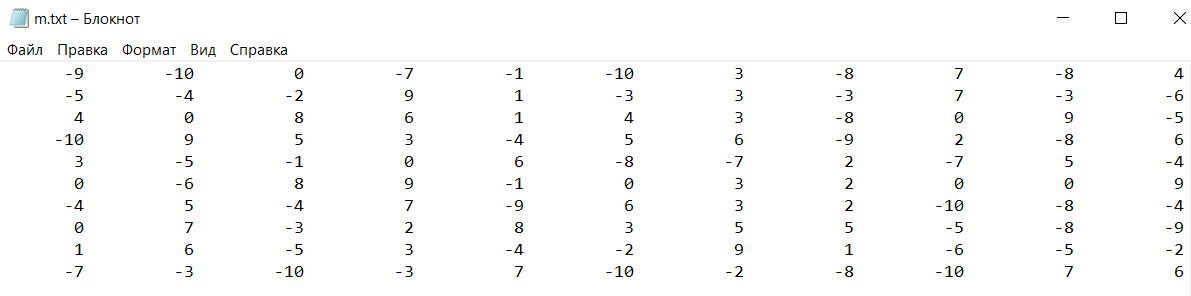 m.txt – Блокнот
Файл Правка Формат Вид Справка
-9 -10 0 -7 -1 -10 3 -8 7 -8 4
-5 -4 -2 9 1 -3 3 -3 7 -3 -6
4 0 8 6 1 4 3 -8 0 9 -5
-10 9 5 3 -4 5 6 -9 2 -8 6
3 -5 -1 0 6 -8 -7 2 -7 5 -4
0 -6 8 9 -1 0 3 2 0 0 9
-4 5 -4 7 -9 6 3 2 -10 -8 -4
0 7 -3 2 8 3 5 5 -5 -8 -9
1 6 -5 3 -4 -2 9 1 -6 -5 -2
-7 -3 -10 -3 7 -10 -2 -8 -10 7 6